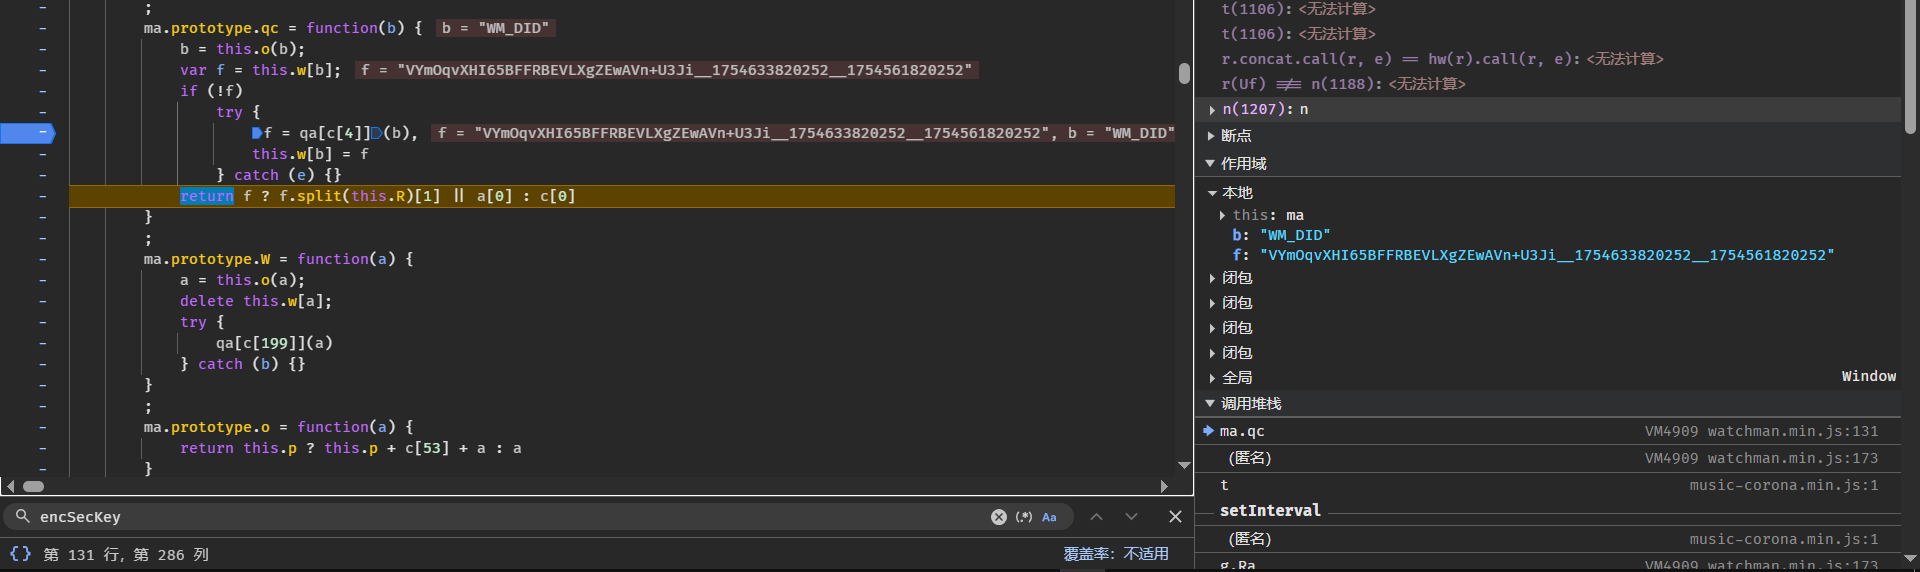 ;
ma.prototype.qc = function(b) { b = "WM_DID"
b = this.o(b);
var f = this.w[b]; f = "VYmOqvXHI65BFFRBEVLXgZEwAVn+U3Ji__1754633820252__1754561820252"
if (!f)
try {
f = qa[c[4]](b), f = "VYmOqvXHI65BFFRBEVLXgZEwAVn+U3Ji__1754633820252__1754561820252", b = "WM_DID"
this.w[b] = f
} catch (e) {}
return f ? f.split(this.R)[1] || a[0] : c[0]
}
;
ma.prototype.W = function(a) {
a = this.o(a);
delete this.w[a];
try {
qa[c[199]](a)
} catch (b) {}
}
;
ma.prototype.o = function(a) {
return this.p ? this.p + c[53] + a : a
}
encSecKey
(.*)
Aa
{} 第 131 行, 第 286 列
覆盖率: 不适用
t(1106): <无法计算>
t(1106): <无法计算>
r.concat.call(r, e) == hw(r).call(r, e): <无法计算>
r(Uf) !== n(1188): <无法计算>
n(1207): n
断点
作用域
本地
this: ma
b: "WM_DID"
f: "VYmOqvXHI65BFFRBEVLXgZEwAVn+U3Ji__1754633820252__1754561820252"
闭包
闭包
闭包
闭包
全局 Window
调用堆栈
ma.qc VM4909 watchman.min.js:131
(匿名) VM4909 watchman.min.js:173
t music-corona.min.js:1
setInterval
(匿名) music-corona.min.js:1
g.Ra VM4909 watchman.min.js:173